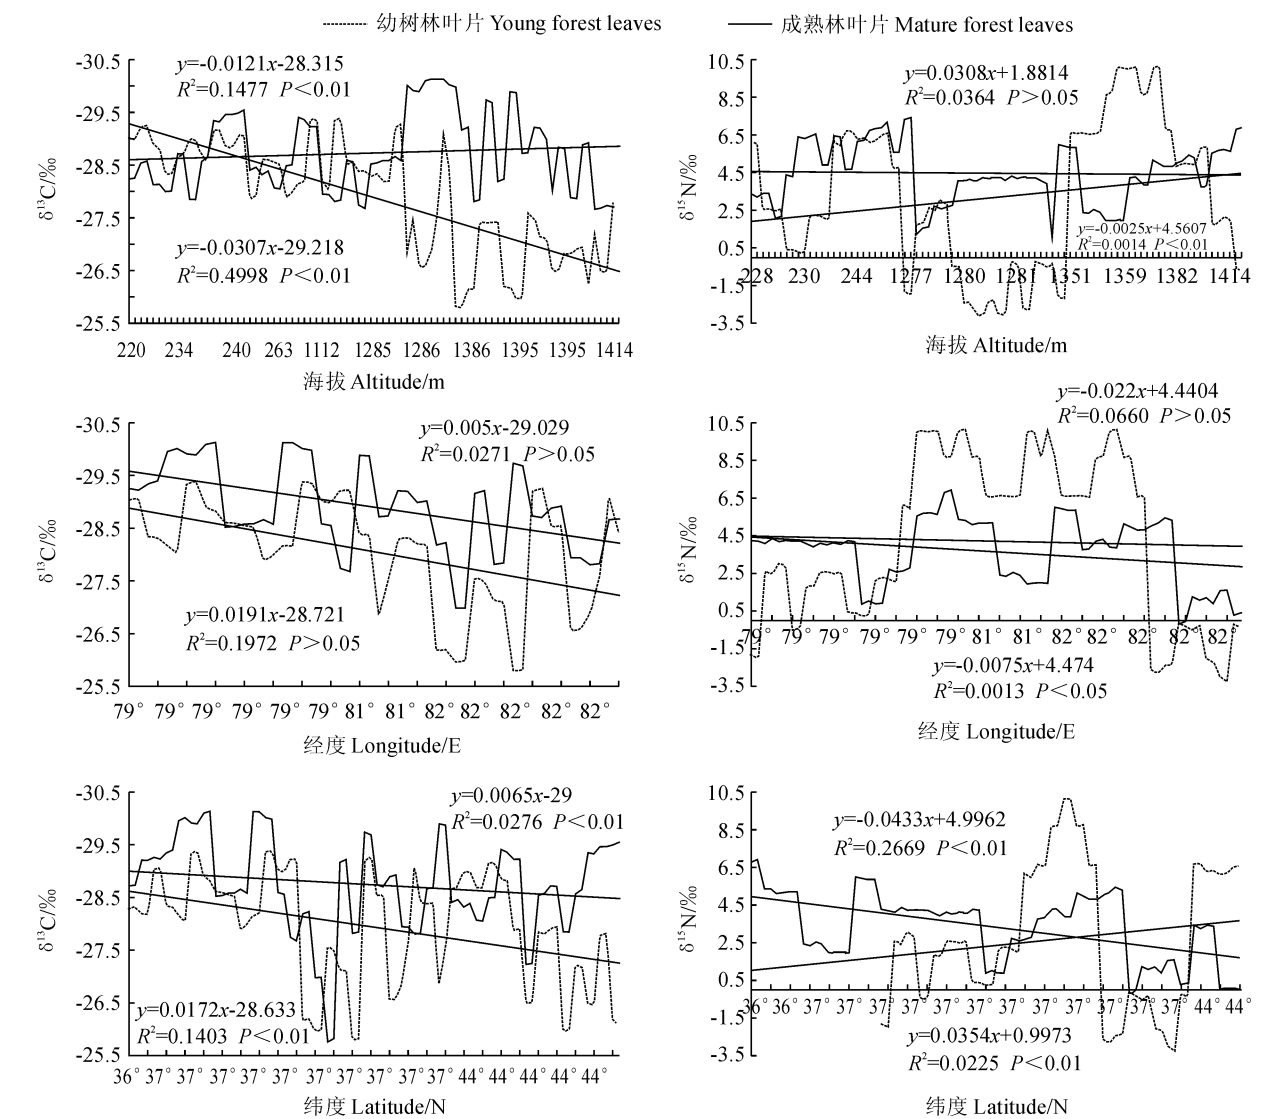 幼树林叶片 Young forest leaves
成熟林叶片 Mature forest leaves
-30.5
-29.5
-28.5
-27.5
-26.5
-25.5
δ¹³C/‰
y=-0.0121x-28.315
R²=0.1477 P<0.01
y=-0.0307x-29.218
R²=0.4998 P<0.01
220 234 240 263 1112 1285 1286 1386 1395 1395 1414
海拔 Altitude/m
10.5
8.5
6.5
4.5
2.5
0.5
-1.5
-3.5
δ¹⁵N/‰
y=0.0308x+1.8814
R²=0.0364 P>0.05
y=-0.0025x+4.5607
R²=0.0014 P<0.01
228 230 244 1277 1280 1281 1351 1359 1382 1414
海拔 Altitude/m
-30.5
-29.5
-28.5
-27.5
-26.5
-25.5
δ¹³C/‰
y=0.005x-29.029
R²=0.0271 P>0.05
y=0.0191x-28.721
R²=0.1972 P>0.05
79° 79° 79° 79° 79° 79° 81° 81° 82° 82° 82° 82° 82°
经度 Longitude/E
y=-0.022x+4.4404
R²=0.0660 P>0.05
10.5
8.5
6.5
4.5
2.5
0.5
-1.5
-3.5
δ¹⁵N/‰
79° 79° 79° 79° 79° 79° 81° 81° 82° 82° 82° 82° 82°
y=-0.0075x+4.474
R²=0.0013 P<0.05
经度 Longitude/E
-30.5
-29.5
-28.5
-27.5
-26.5
-25.5
δ¹³C/‰
y=0.0065x-29
R²=0.0276 P<0.01
y=0.0172x-28.633
R²=0.1403 P<0.01
36° 37° 37° 37° 37° 37° 37° 37° 37° 37° 37° 44° 44° 44° 44°
纬度 Latitude/N
10.5
8.5
6.5
4.5
2.5
0.5
-1.5
-3.5
δ¹⁵N/‰
y=-0.0433x+4.9962
R²=0.2669 P<0.01
36° 36° 37° 37° 37° 37° 37° 37° 37° 37° 37° 44° 44°
y=0.0354x+0.9973
R²=0.0225 P<0.01
纬度 Latitude/N